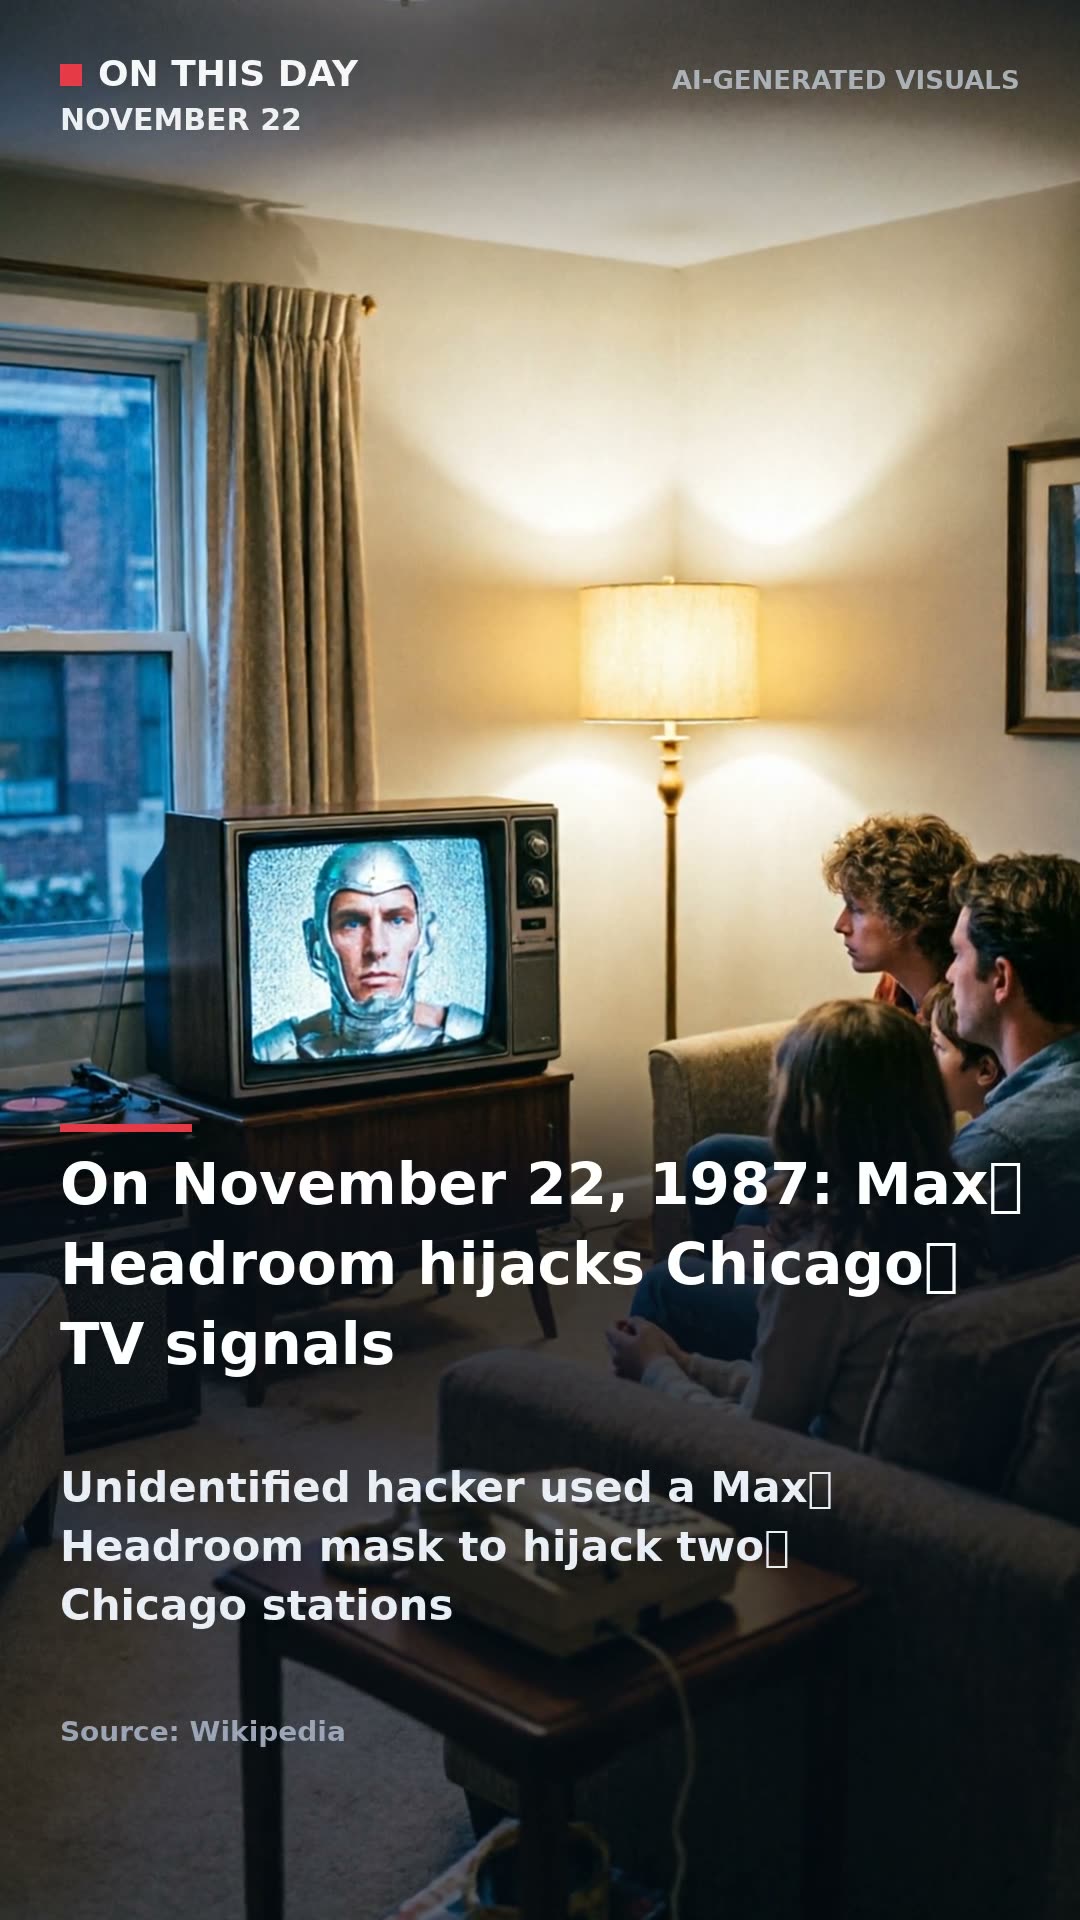 ON THIS DAY
AI-GENERATED VISUALS
NOVEMBER 22
On November 22, 1987: Max▯
Headroom hijacks Chicago▯
TV signals
Unidentified hacker used a Max▯
Headroom mask to hijack two▯
Chicago stations
Source: Wikipedia